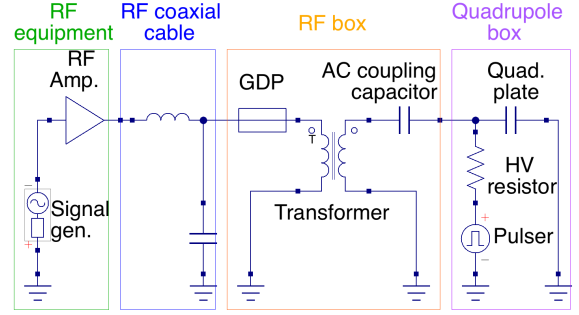 RF
equipment
RF coaxial
cable
RF box
Quadrupole
box
RF
Amp.
GDP
AC coupling
capacitor
Quad.
plate
T
Transformer
HV
resistor
−
Signal
gen.
+
+
Pulser
−